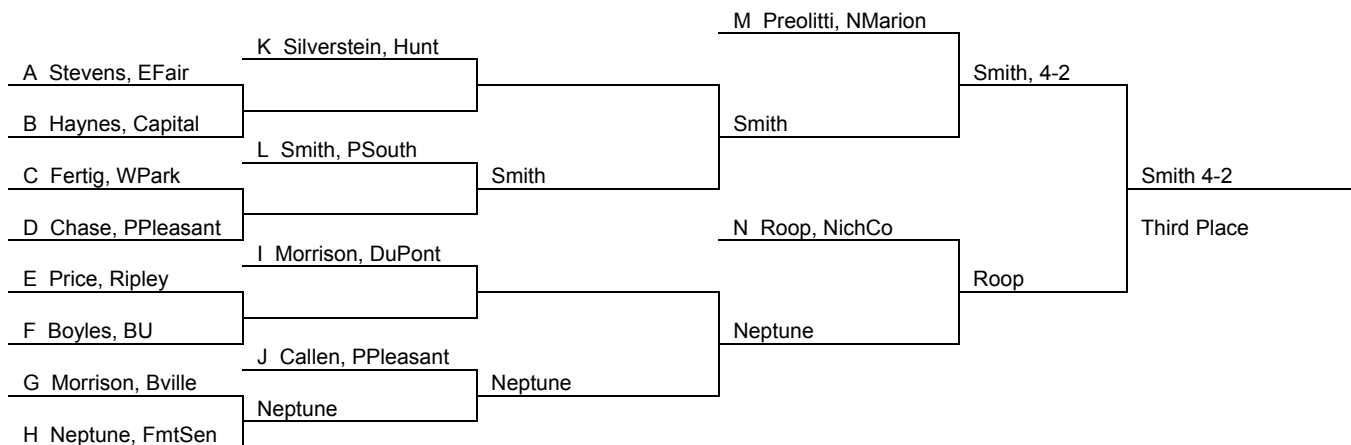 M Preolitti, NMarion
K Silverstein, Hunt
A Stevens, EFair
Smith, 4-2
B Haynes, Capital
Smith
L Smith, PSouth
C Fertig, WPark
Smith
Smith 4-2
D Chase, PPleasant
N Roop, NichCo
Third Place
I Morrison, DuPont
E Price, Ripley
Roop
F Boyles, BU
Neptune
J Callen, PPleasant
G Morrison, Bville
Neptune
Neptune
H Neptune, FmtSen